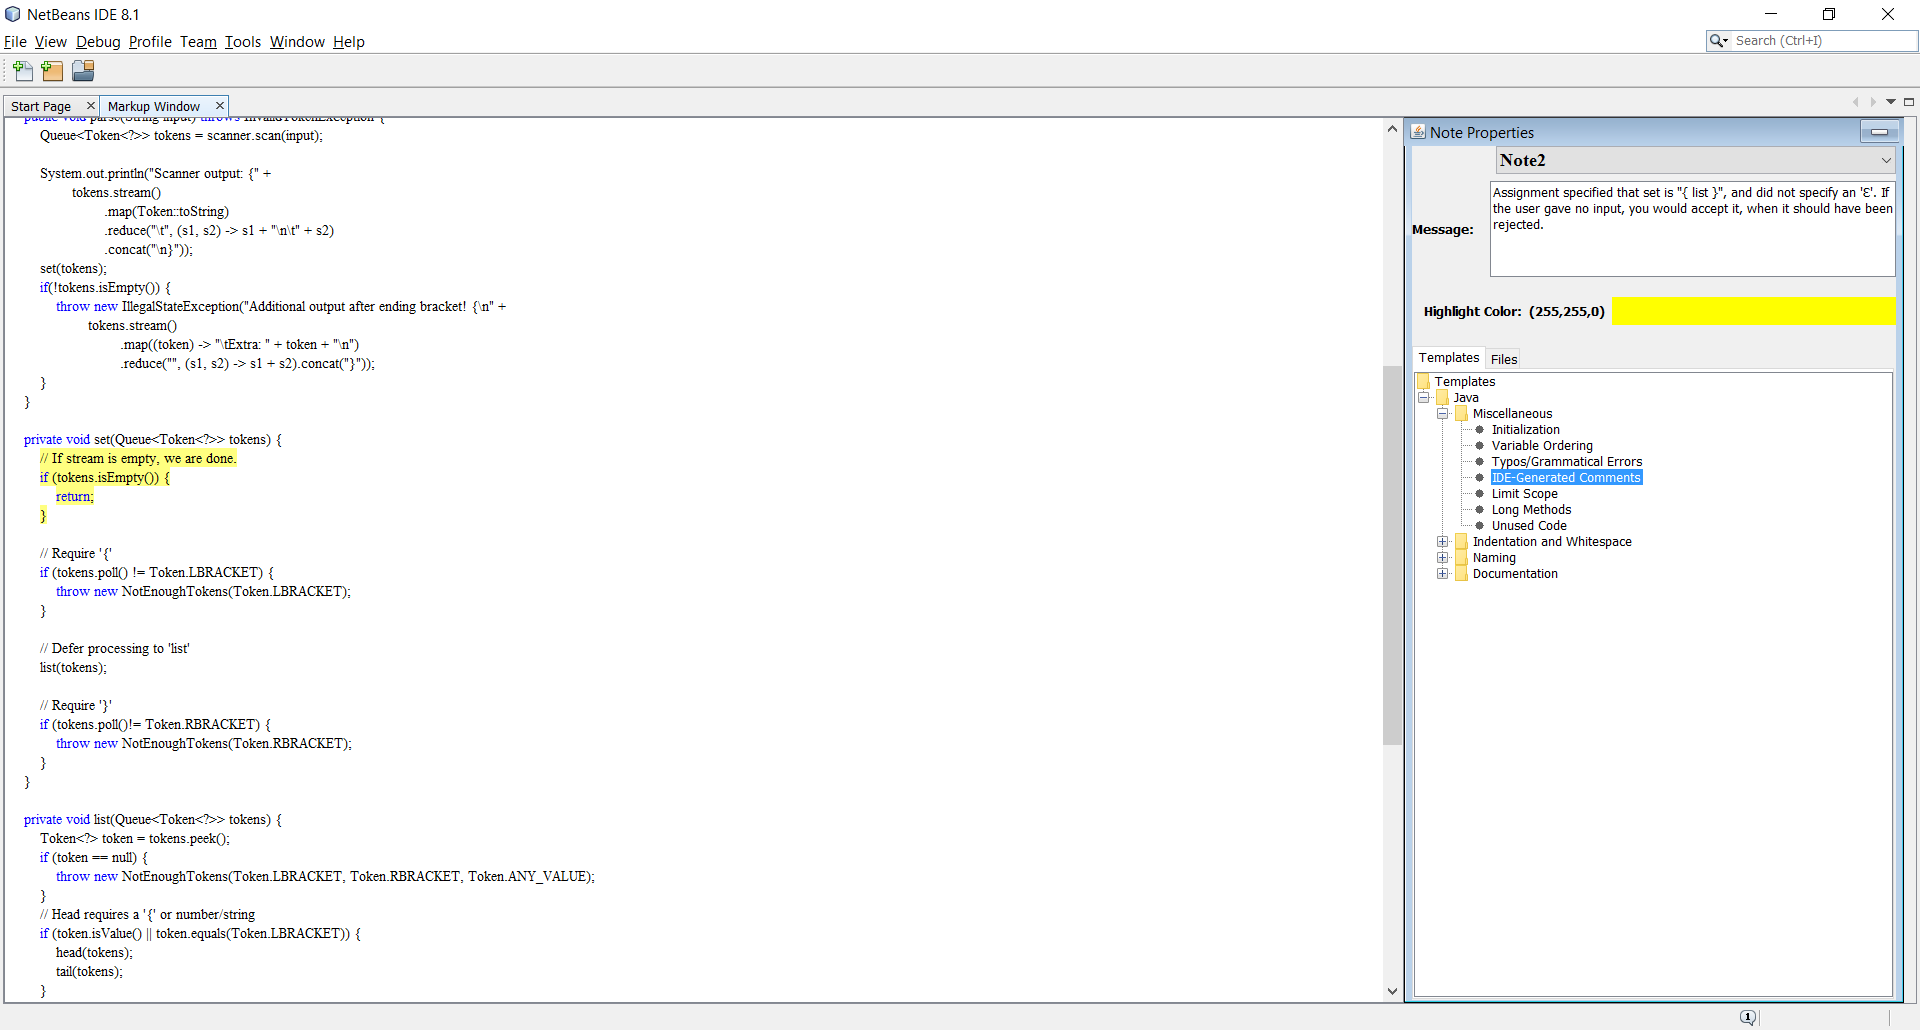 NetBeans IDE 8.1
File View Debug Profile Team Tools Window Help
Search (Ctrl+I)
Start Page
Markup Window
public void parse(String input) throws InvalidTokenException {
Queue<Token<?>> tokens = scanner.scan(input);
System.out.println("Scanner output: {" +
tokens.stream()
.map(Token::toString)
.reduce("\t", (s1, s2) -> s1 + "\n\t" + s2)
.concat("\n}"));
set(tokens);
if(!tokens.isEmpty()) {
throw new IllegalStateException("Additional output after ending bracket! {\n" +
tokens.stream()
.map((token) -> "\tExtra: " + token + "\n")
.reduce("", (s1, s2) -> s1 + s2).concat("}"));
}
}
private void set(Queue<Token<?>> tokens) {
// If stream is empty, we are done.
if (tokens.isEmpty()) {
return;
}
// Require '{'
if (tokens.poll() != Token.LBRACKET) {
throw new NotEnoughTokens(Token.LBRACKET);
}
// Defer processing to 'list'
list(tokens);
// Require '}'
if (tokens.poll()!= Token.RBRACKET) {
throw new NotEnoughTokens(Token.RBRACKET);
}
}
private void list(Queue<Token<?>> tokens) {
Token<?> token = tokens.peek();
if (token == null) {
throw new NotEnoughTokens(Token.LBRACKET, Token.RBRACKET, Token.ANY_VALUE);
}
// Head requires a '{' or number/string
if (token.isValue() || token.equals(Token.LBRACKET)) {
head(tokens);
tail(tokens);
}
Note Properties
Note2
Message:
Assignment specified that set is "{ list }", and did not specify an 'Ɛ'. If
the user gave no input, you would accept it, when it should have been
rejected.
Highlight Color: (255,255,0)
Templates Files
Templates
Java
Miscellaneous
Initialization
Variable Ordering
Typos/Grammatical Errors
IDE-Generated Comments
Limit Scope
Long Methods
Unused Code
Indentation and Whitespace
Naming
Documentation
1